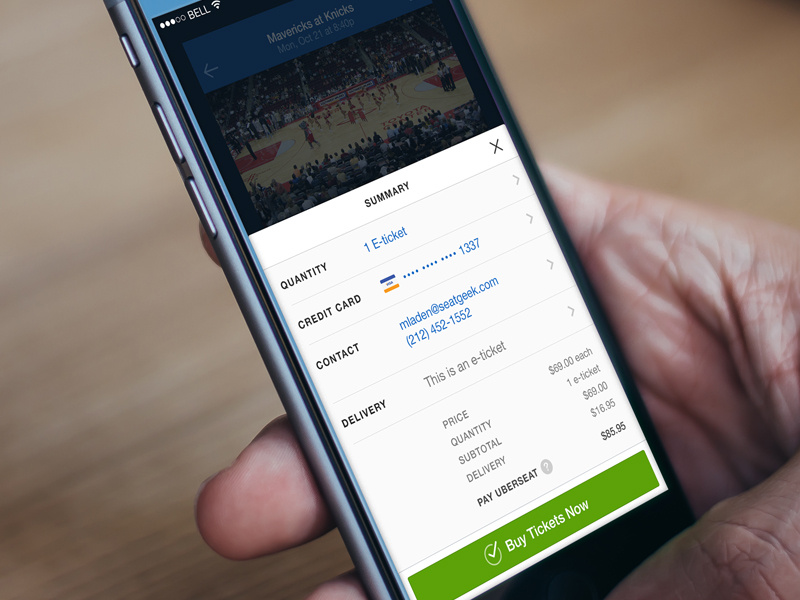 BELL
Mavericks at Knicks
Mon, Oct 21 at 8:40p
SUMMARY
QUANTITY 1 E-ticket
CREDIT CARD VISA •••• •••• •••• 1337
CONTACT mladen@seatgeek.com
(212) 452-1552
DELIVERY This is an e-ticket
PRICE $69.00 each
QUANTITY 1 e-ticket
SUBTOTAL $69.00
DELIVERY $16.95
PAY UBERSEAT ? $85.95
Buy Tickets Now